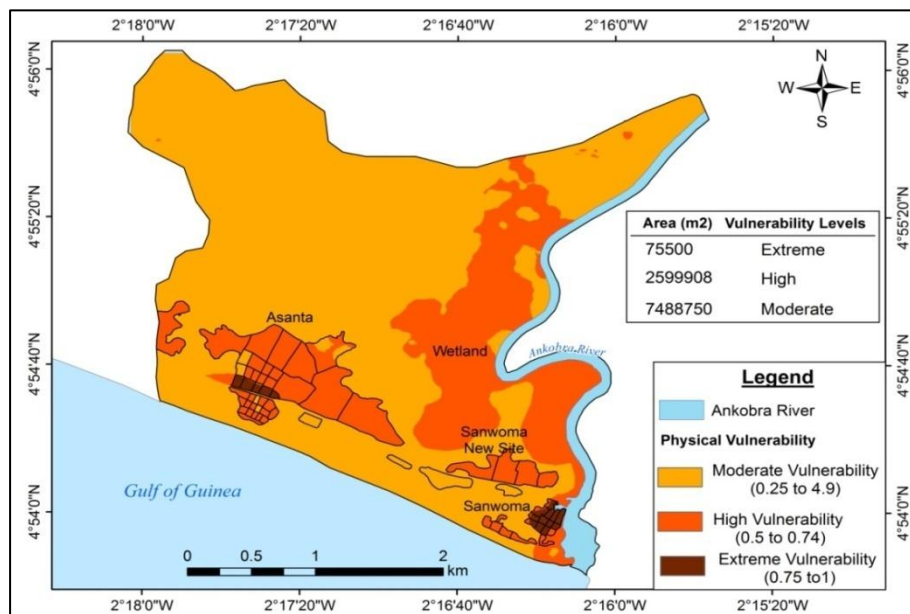 2°18'0"W 2°17'20"W 2°16'40"W 2°16'0"W 2°15'20"W
4°56'0"N
4°56'0"N
N
W E
S
4°55'20"N
4°55'20"N
Area (m2) Vulnerability Levels
75500 Extreme
2599908 High
7488750 Moderate
Asanta
Wetland
Ankobra River
4°54'40"N
4°54'40"N
Legend
Ankobra River
Physical Vulnerability
Moderate Vulnerability
(0.25 to 4.9)
High Vulnerability
(0.5 to 0.74)
Extreme Vulnerability
(0.75 to1)
Sanwoma
New Site
Gulf of Guinea
Sanwoma
4°54'0"N
4°54'0"N
0 0.5 1 2
km
2°18'0"W 2°17'20"W 2°16'40"W 2°16'0"W 2°15'20"W